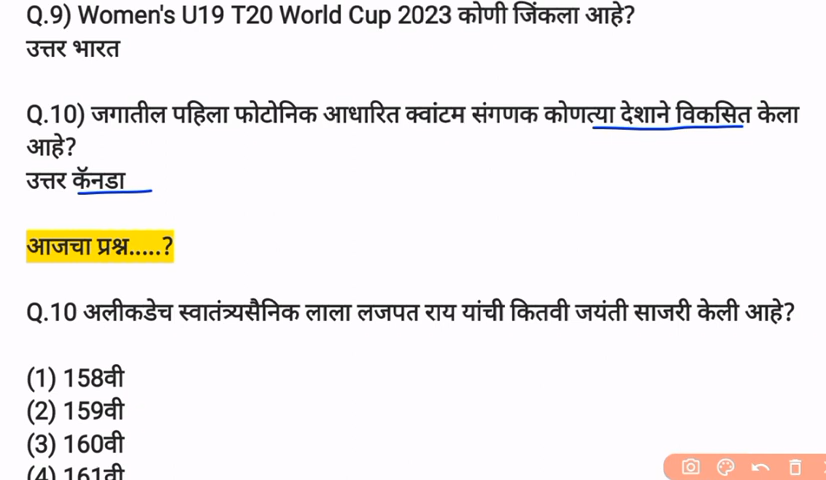 Q.9) Women's U19 T20 World Cup 2023 कोणी जिंकला आहे?
उत्तर भारत
Q.10) जगातील पहिला फोटोनिक आधारित क्वांटम संगणक कोणत्या देशाने विकसित केला
आहे?
उत्तर कॅनडा
आजचा प्रश्न.....?
Q.10 अलीकडेच स्वातंत्र्यसैनिक लाला लजपत राय यांची कितवी जयंती साजरी केली आहे?
(1) 158वी
(2) 159वी
(3) 160वी
(4) 161वी